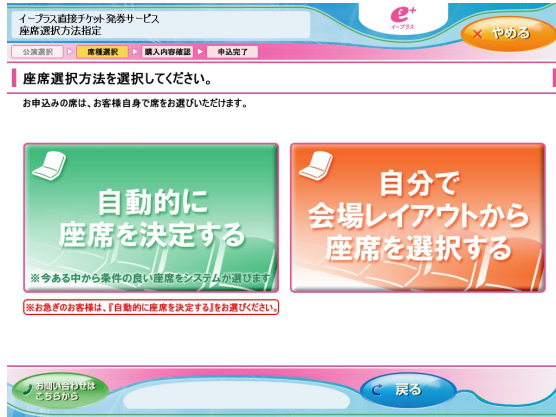 イープラス直接チケット発券サービス
座席選択方法指定
e+
イープラス
× やめる
公演選択 席種選択 購入内容確認 申込完了
座席選択方法を選択してください。
お申込みの席は、お客様自身で席をお選びいただけます。
自動的に
座席を決定する
※今ある中から条件の良い座席をシステムが選びます
自分で
会場レイアウトから
座席を選択する
※お急ぎのお客様は、『自動的に座席を決定する』をお選びください。
お問い合わせは
こちらから
戻る